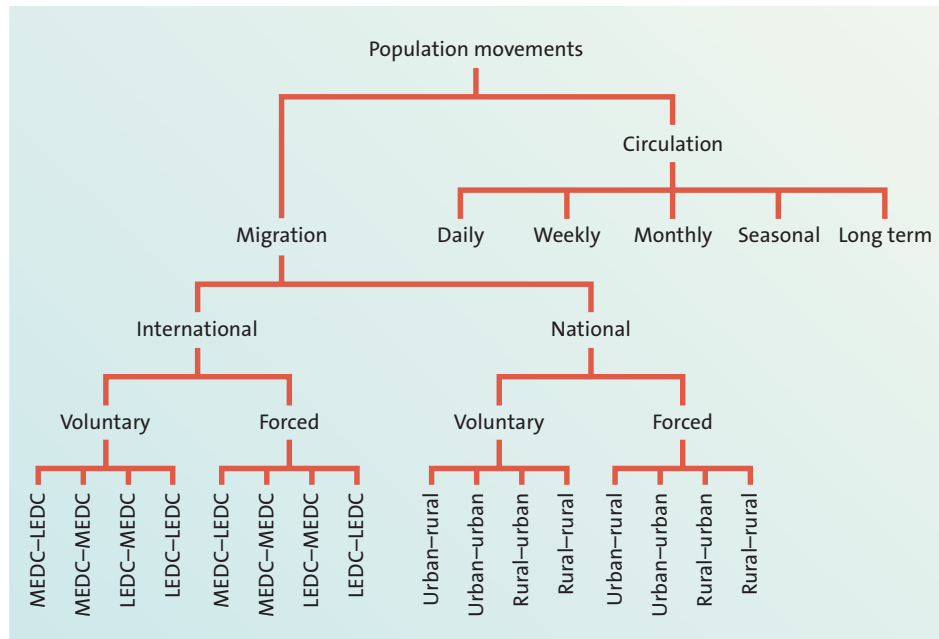 Population movements
Circulation
Migration
Daily
Weekly
Monthly
Seasonal
Long term
International
National
Voluntary
Forced
Voluntary
Forced
MEDC–LEDC
MEDC–MEDC
LEDC–MEDC
LEDC–LEDC
MEDC–LEDC
MEDC–MEDC
LEDC–MEDC
LEDC–LEDC
Urban–rural
Urban–urban
Rural–urban
Rural–rural
Urban–rural
Urban–urban
Rural–urban
Rural–rural